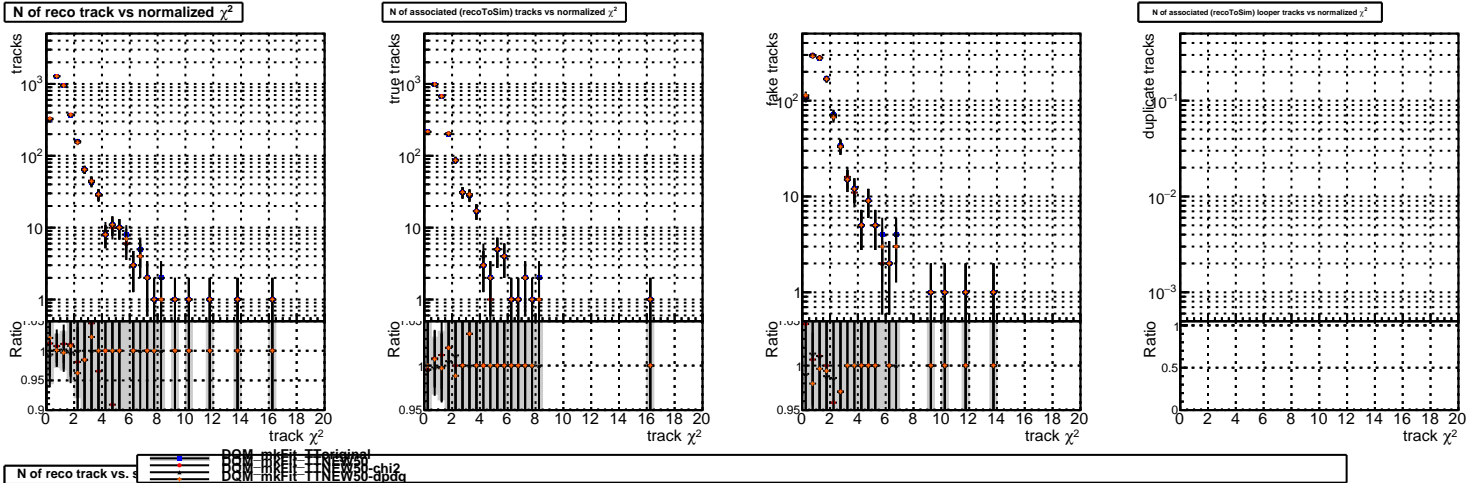 N of reco track vs normalized χ²
N of associated (recoToSim) tracks vs normalized χ²
N of associated (recoToSim) looper tracks vs normalized χ²
tracks
10³
10²
10
1
Ratio
1
0.95
0.9
0 2 4 6 8 10 12 14 16 18 20
track χ²
true tracks
10³
10²
10
1
Ratio
1
0.95
0 2 4 6 8 10 12 14 16 18 20
track χ²
fake tracks
10²
10
1
Ratio
1
0.95
0 2 4 6 8 10 12 14 16 18 20
track χ²
duplicate tracks
10⁻¹
10⁻²
10⁻³
Ratio
1
0.5
0
0 2 4 6 8 10 12 14 16 18 20
track χ²
N of reco track vs.
DQM_mkFit_TToriginal
DQM_mkFit_TTNEW50
DQM_mkFit_TTNEW50-chi2
DQM_mkFit_TTNEW50-dpdq